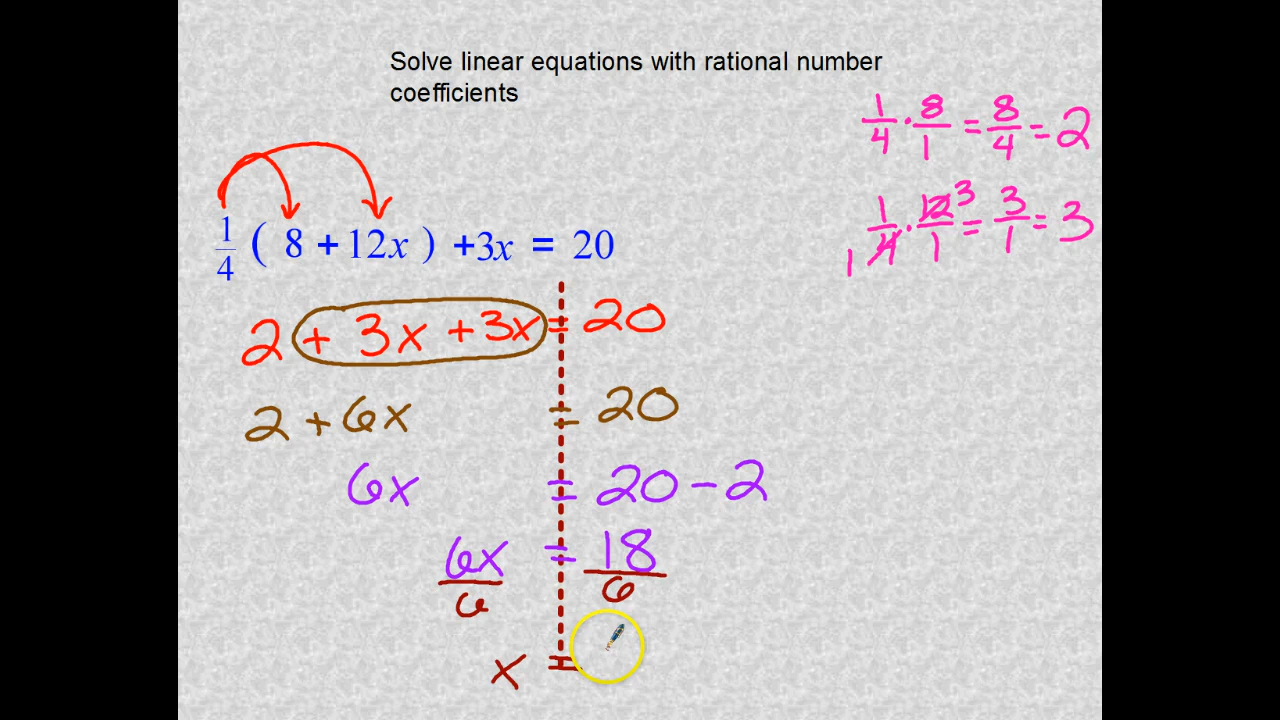 Solve linear equations with rational number
coefficients
1/4 · 8/1 = 8/4 = 2
1/4 · 12/1 = 3/1 = 3
1 3
1/4 ( 8 + 12x ) +3x = 20
2 + 3x + 3x = 20
2 + 6x = 20
6x = 20 - 2
6x/6 = 18/6
x =